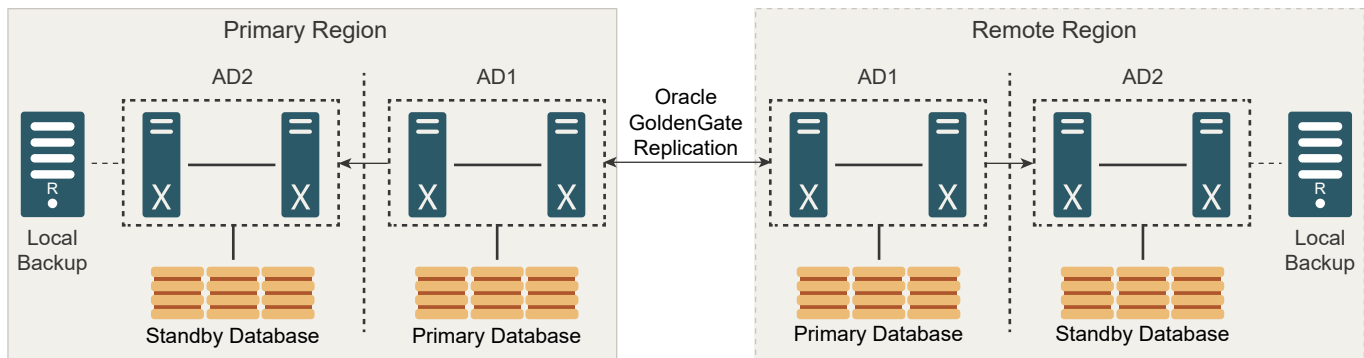 Primary Region
Remote Region
AD2
AD1
AD1
AD2
Oracle
GoldenGate
Replication
R
X
X
X
X
X
X
X
X
R
Local
Backup
Local
Backup
Standby Database
Primary Database
Primary Database
Standby Database